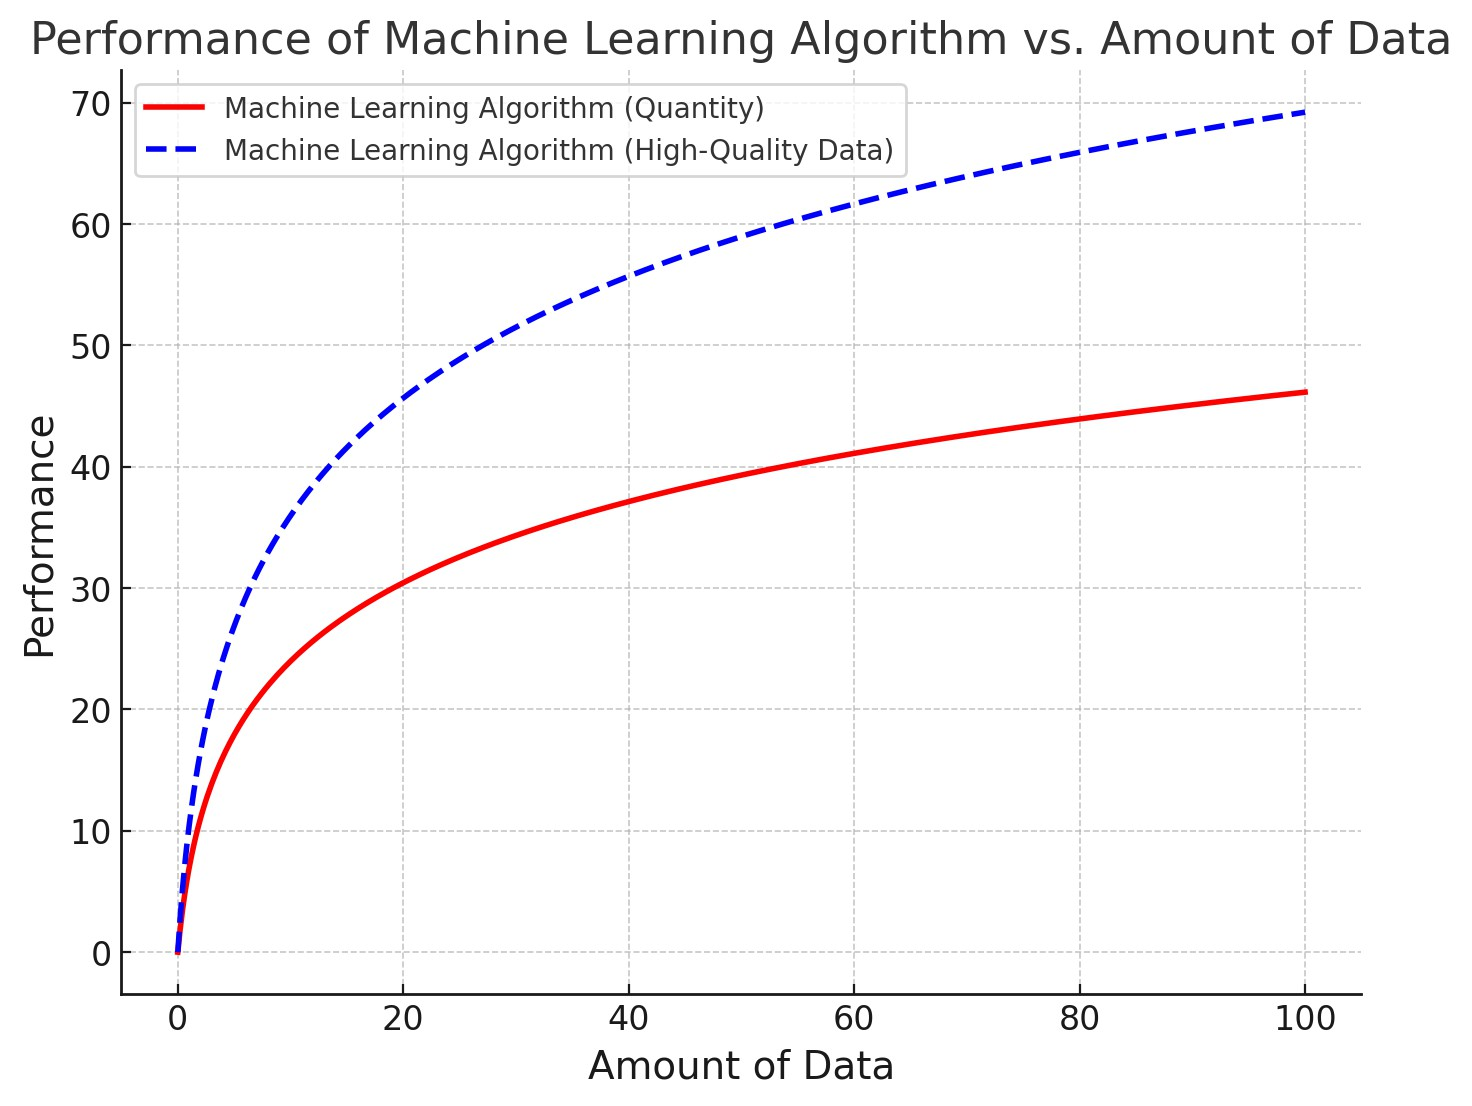 Performance of Machine Learning Algorithm vs. Amount of Data
Machine Learning Algorithm (Quantity)
Machine Learning Algorithm (High-Quality Data)
70
60
50
40
30
20
10
0
Performance
0 20 40 60 80 100
Amount of Data